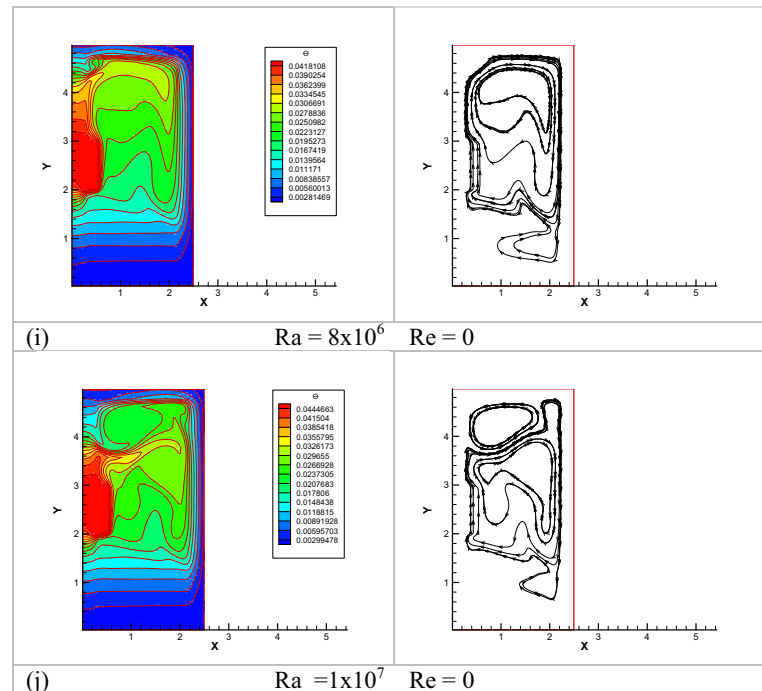 Θ
0.0418108
0.0390254
0.0362399
0.0334545
0.0306691
0.0278836
0.0250982
0.0223127
0.0195273
0.0167419
0.0139564
0.011171
0.00838557
0.00560013
0.00281469
Y
4
3
2
1
1 2 3 4 5
X
Y
4
3
2
1
1 2 3 4 5
X
(i) Ra = 8x10⁶ Re = 0
Θ
0.0444663
0.041504
0.0385418
0.0355795
0.0326173
0.029655
0.0266928
0.0237305
0.0207683
0.017806
0.0148438
0.0118815
0.00891928
0.00595703
0.00299478
Y
4
3
2
1
1 2 3 4 5
X
Y
4
3
2
1
1 2 3 4 5
X
(j) Ra =1x10⁷ Re = 0